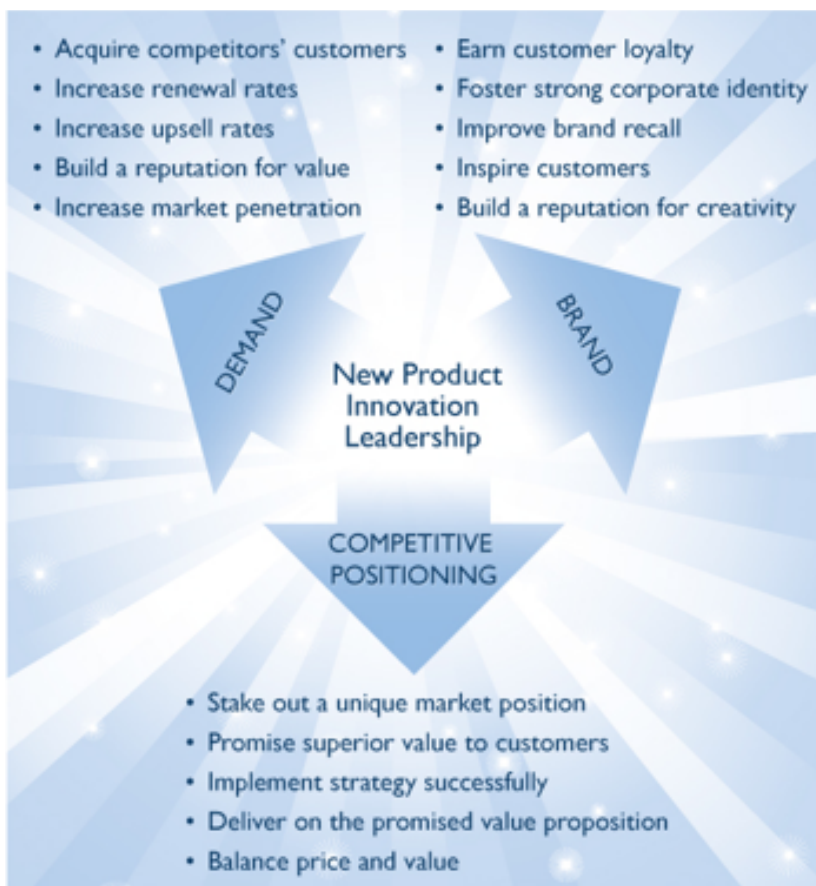 • Acquire competitors' customers
• Increase renewal rates
• Increase upsell rates
• Build a reputation for value
• Increase market penetration
• Earn customer loyalty
• Foster strong corporate identity
• Improve brand recall
• Inspire customers
• Build a reputation for creativity
DEMAND
BRAND
New Product
Innovation
Leadership
COMPETITIVE
POSITIONING
• Stake out a unique market position
• Promise superior value to customers
• Implement strategy successfully
• Deliver on the promised value proposition
• Balance price and value